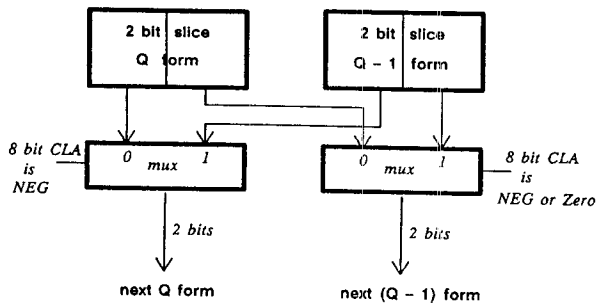 2 bit slice
Q form
2 bit slice
Q - 1 form
8 bit CLA
is
NEG
0 mux 1
0 mux 1
8 bit CLA
is
NEG or Zero
2 bits
2 bits
next Q form
next (Q - 1) form